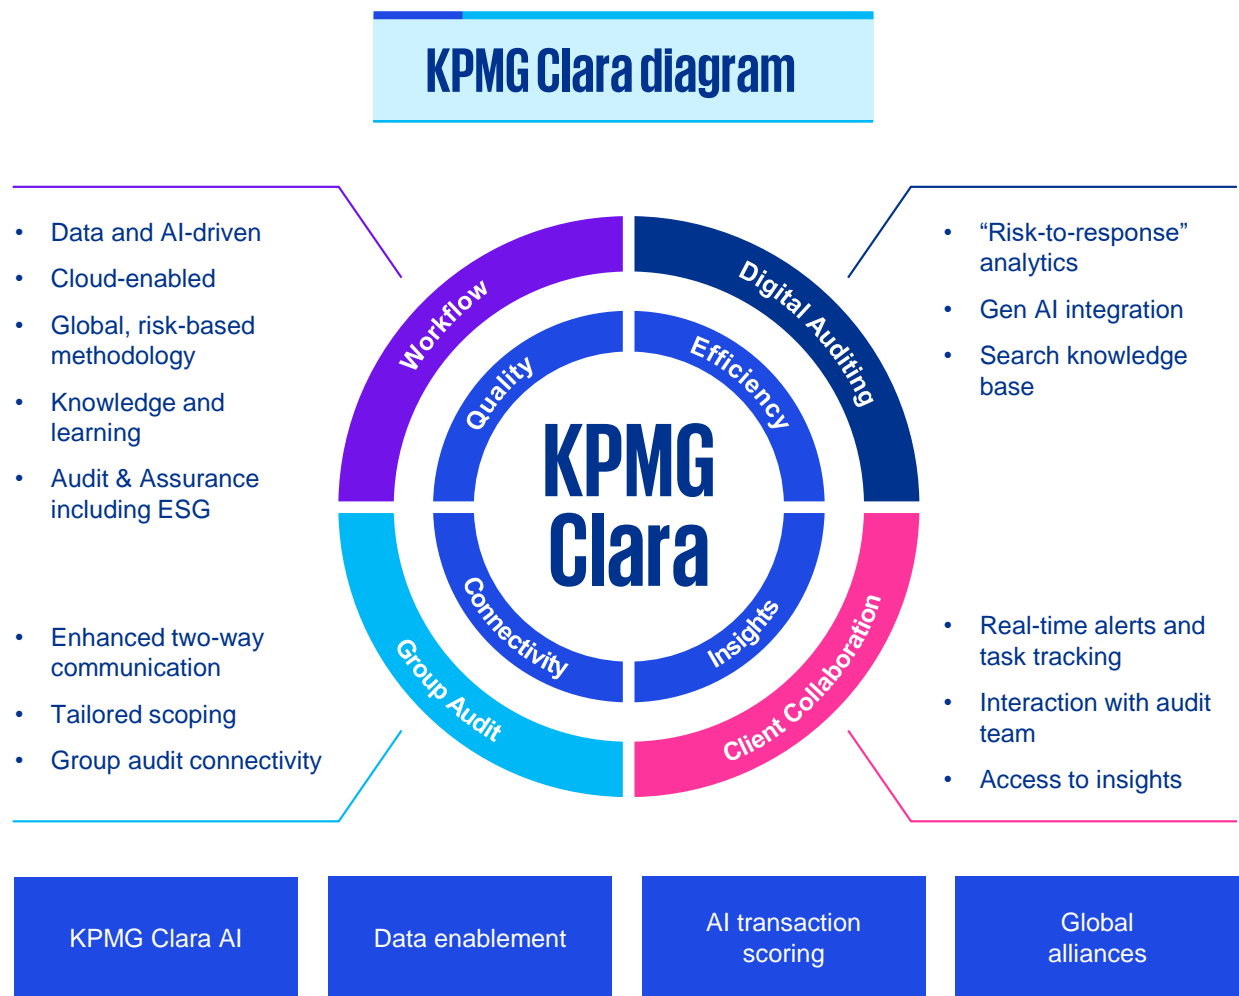 KPMG Clara diagram
• Data and AI-driven
• Cloud-enabled
• Global, risk-based
methodology
• Knowledge and
learning
• Audit & Assurance
including ESG
• “Risk-to-response”
analytics
• Gen AI integration
• Search knowledge
base
Workflow
Digital Auditing
Quality
Efficiency
KPMG
Clara
Connectivity
Insights
Group Audit
Client Collaboration
• Enhanced two-way
communication
• Tailored scoping
• Group audit connectivity
• Real-time alerts and
task tracking
• Interaction with audit
team
• Access to insights
KPMG Clara AI
Data enablement
AI transaction
scoring
Global
alliances